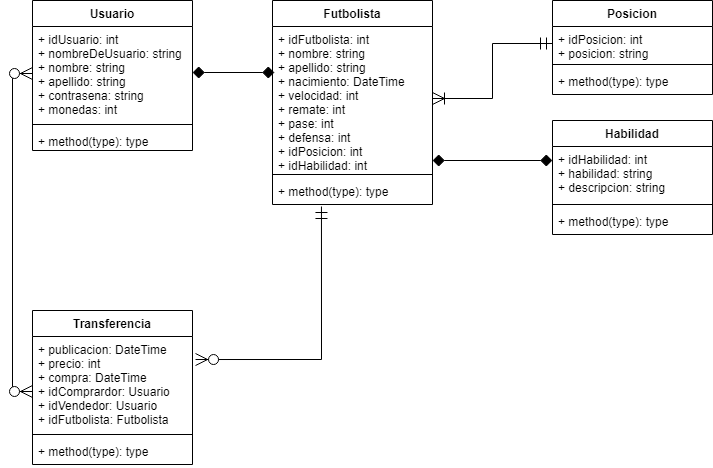 Usuario
+ idUsuario: int
+ nombreDeUsuario: string
+ nombre: string
+ apellido: string
+ contrasena: string
+ monedas: int
+ method(type): type
Futbolista
+ idFutbolista: int
+ nombre: string
+ apellido: string
+ nacimiento: DateTime
+ velocidad: int
+ remate: int
+ pase: int
+ defensa: int
+ idPosicion: int
+ idHabilidad: int
+ method(type): type
Posicion
+ idPosicion: int
+ posicion: string
+ method(type): type
Habilidad
+ idHabilidad: int
+ habilidad: string
+ descripcion: string
+ method(type): type
Transferencia
+ publicacion: DateTime
+ precio: int
+ compra: DateTime
+ idComprardor: Usuario
+ idVendedor: Usuario
+ idFutbolista: Futbolista
+ method(type): type